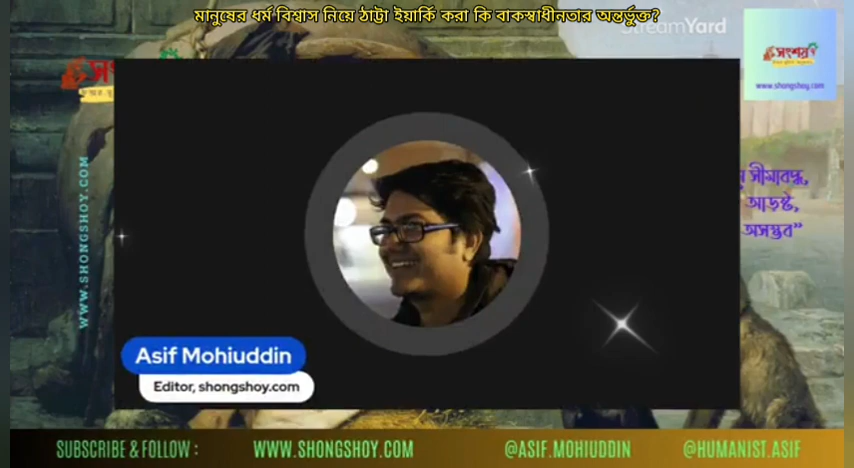 মানুষের ধর্ম বিশ্বাস নিয়ে ঠাট্টা ইয়ার্কি করা কি বাকস্বাধীনতার অন্তর্ভুক্ত?
StreamYard
সংশয়
www.shongshoy.com
WWW.SHONGSHOY.COM
সীমাবদ্ধ,
আড়ষ্ট,
অসম্ভব”
Asif Mohiuddin
Editor, shongshoy.com
SUBSCRIBE & FOLLOW :
WWW.SHONGSHOY.COM
@ASIF.MOHIUDDIN
@HUMANIST.ASIF